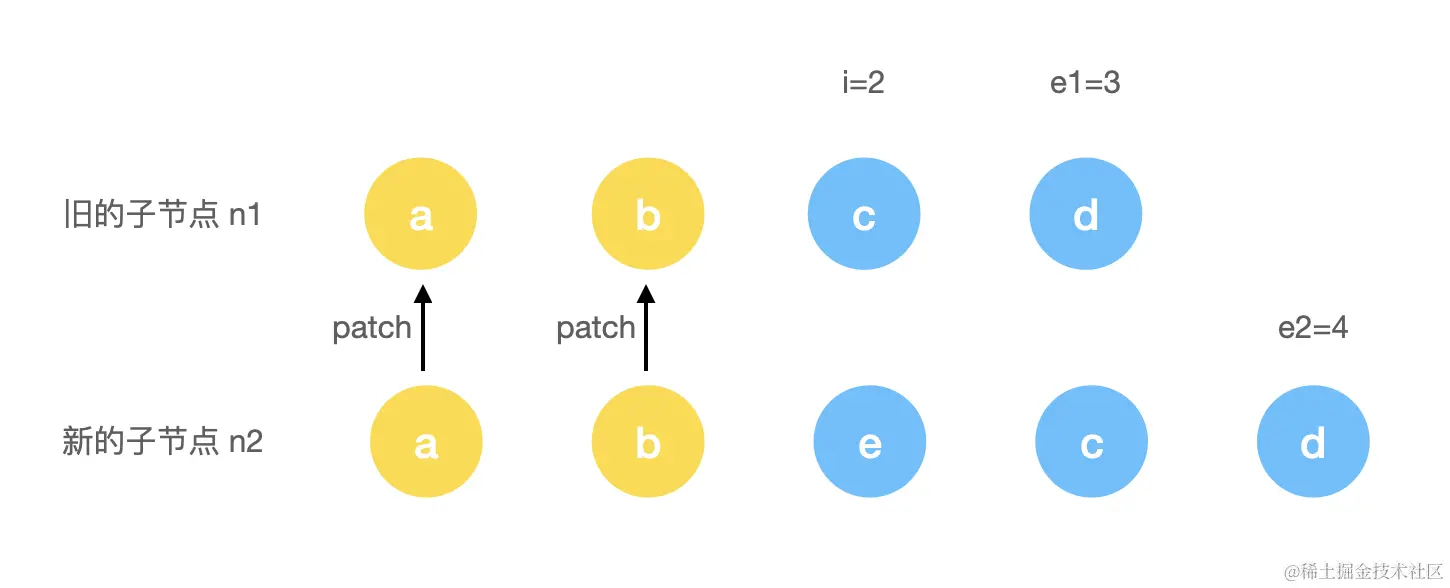 i=2 e1=3
旧的子节点 n1 a b c d
patch patch
e2=4
新的子节点 n2 a b e c d
@稀土掘金技术社区